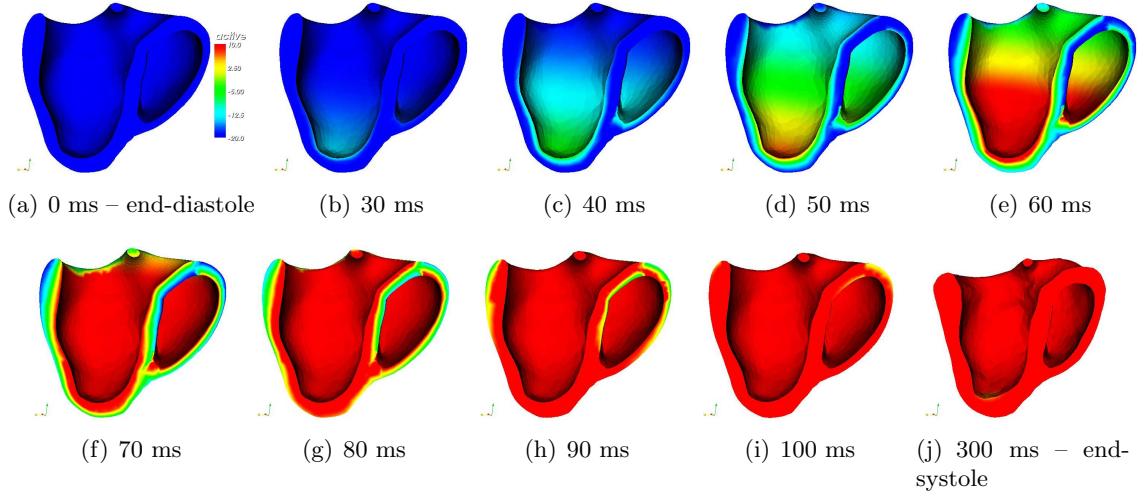 active
10.0
2.50
-5.00
-12.5
-20.0
(a) 0 ms – end-diastole
(b) 30 ms
(c) 40 ms
(d) 50 ms
(e) 60 ms
(f) 70 ms
(g) 80 ms
(h) 90 ms
(i) 100 ms
(j) 300 ms – end-
systole